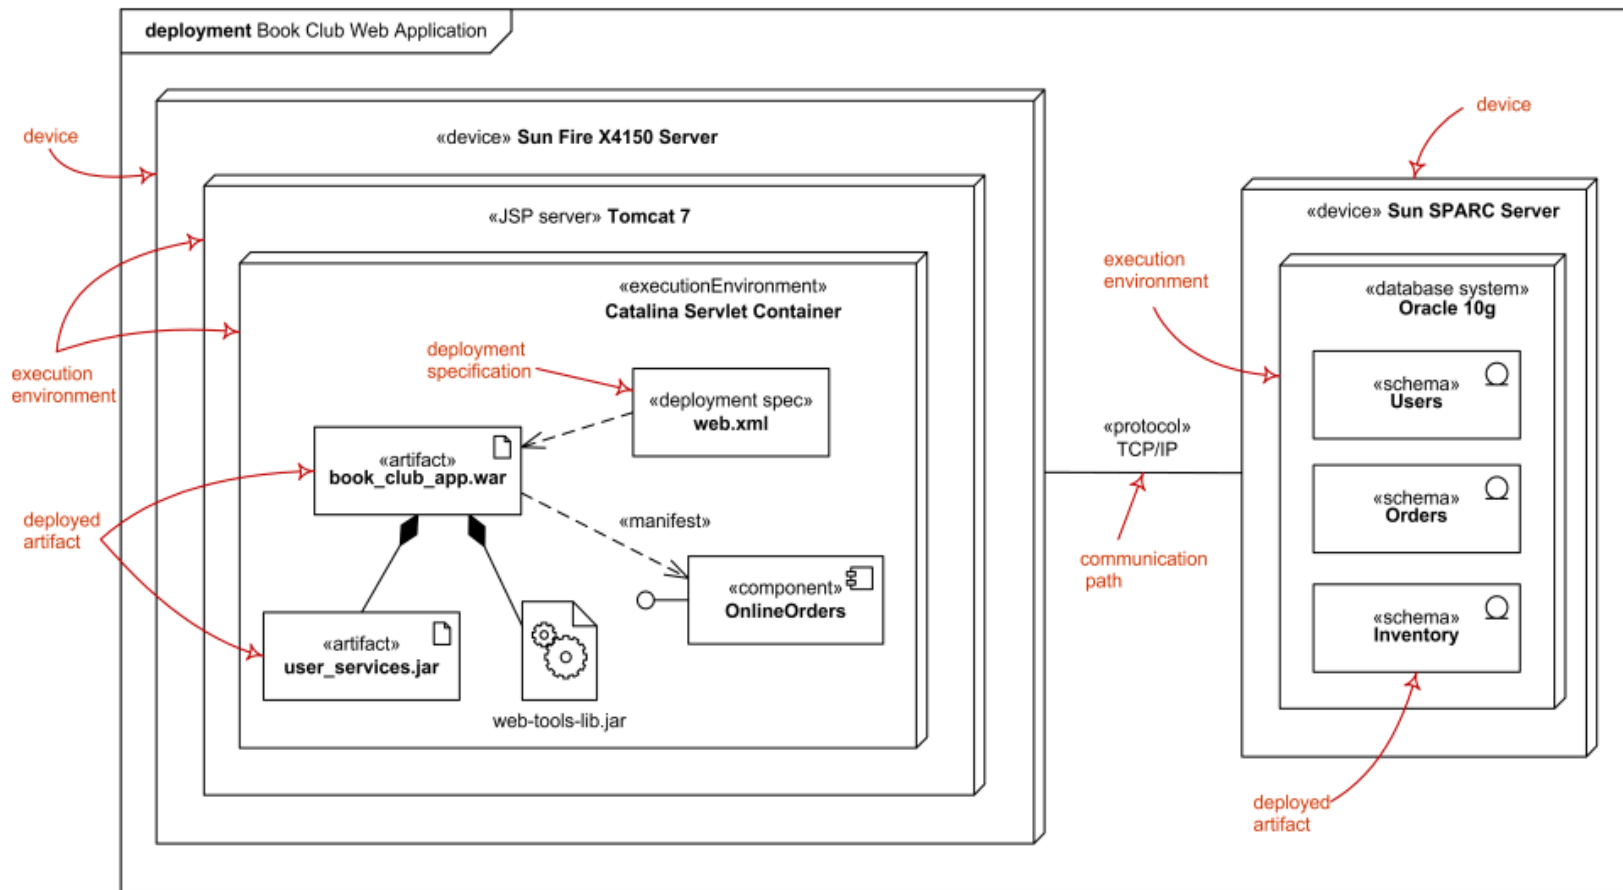 deployment Book Club Web Application
device
«device» Sun Fire X4150 Server
«JSP server» Tomcat 7
«executionEnvironment»
Catalina Servlet Container
execution
environment
deployment
specification
«deployment spec»
web.xml
«artifact»
book_club_app.war
«manifest»
deployed
artifact
«component»
OnlineOrders
«artifact»
user_services.jar
web-tools-lib.jar
«protocol»
TCP/IP
communication
path
device
«device» Sun SPARC Server
execution
environment
«database system»
Oracle 10g
«schema»
Users
«schema»
Orders
«schema»
Inventory
deployed
artifact